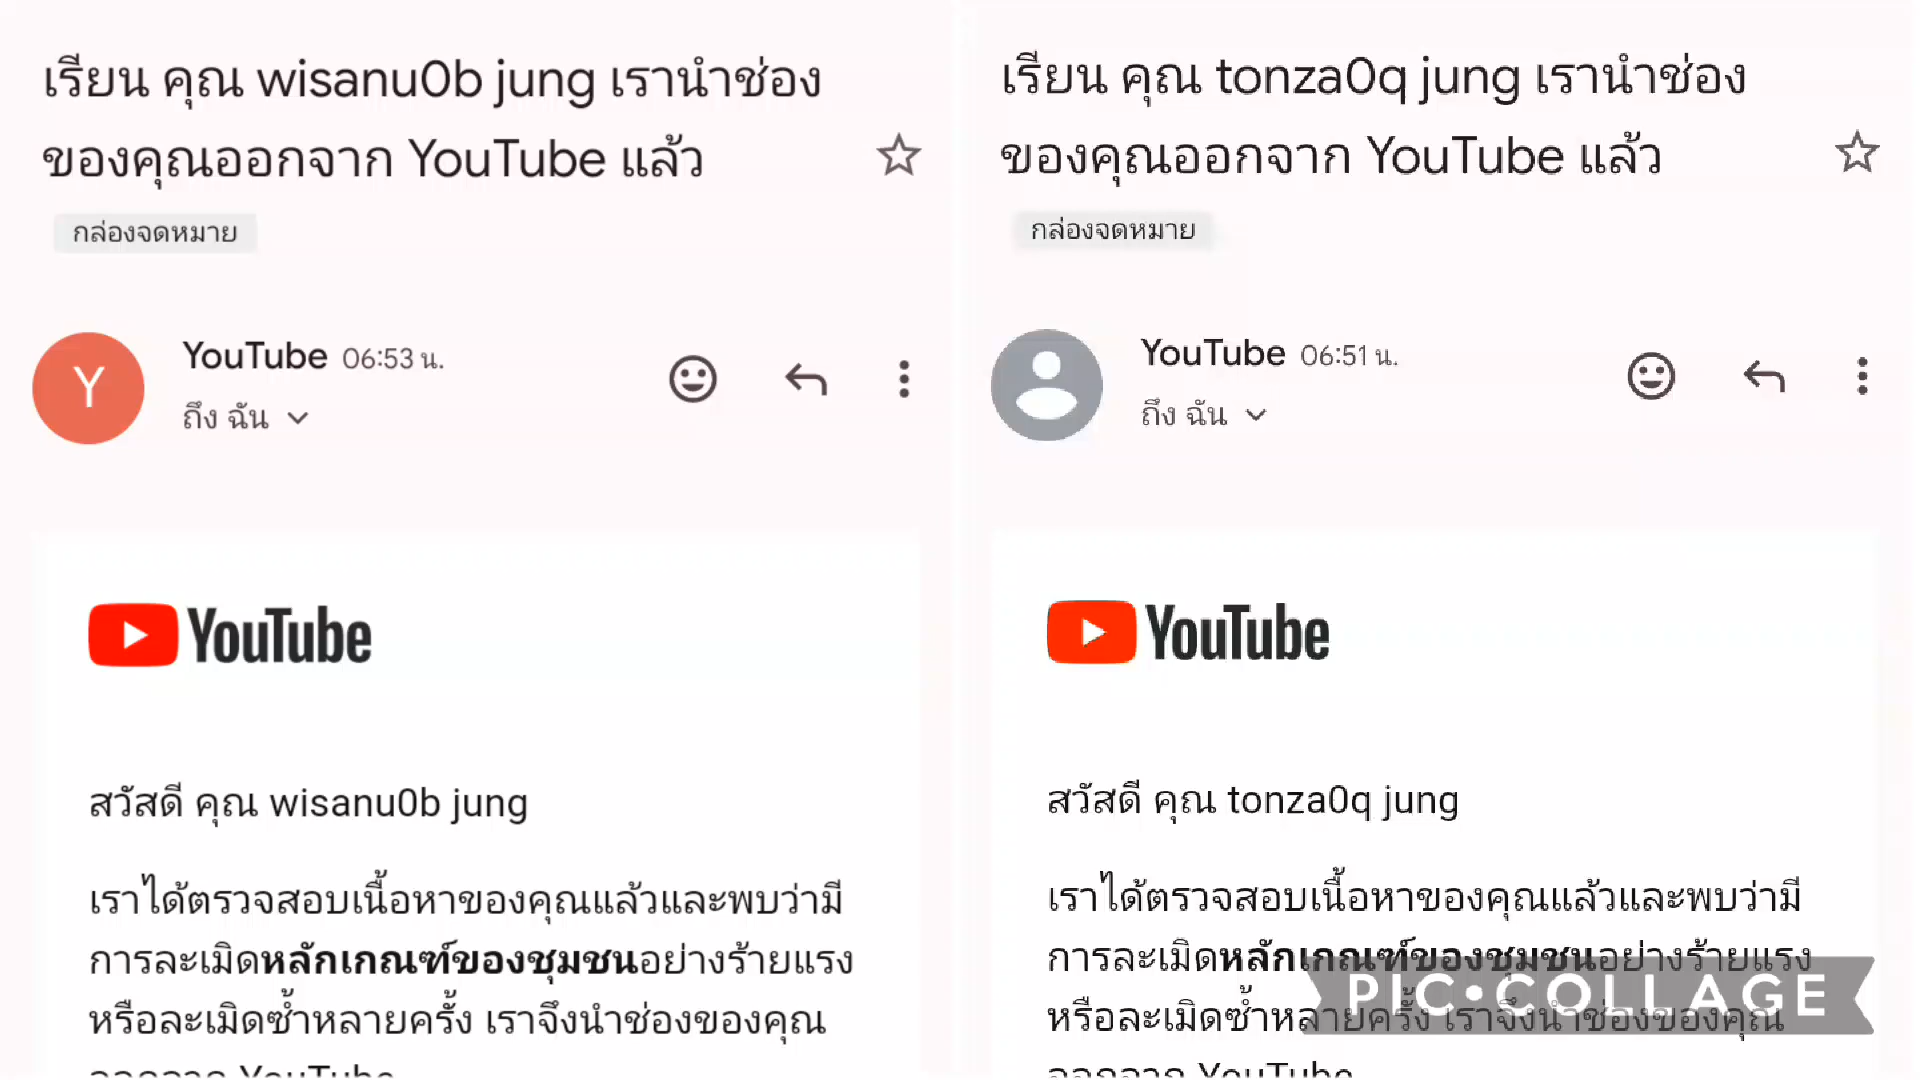 เรียน คุณ wisanu0b jung เรานำช่อง
ของคุณออกจาก YouTube แล้ว
กล่องจดหมาย
Y
YouTube 06:53 น.
ถึง ฉัน
YouTube
สวัสดี คุณ wisanu0b jung
เราได้ตรวจสอบเนื้อหาของคุณแล้วและพบว่ามี
การละเมิดหลักเกณฑ์ของชุมชนอย่างร้ายแรง
หรือละเมิดซ้ำหลายครั้ง เราจึงนำช่องของคุณ
ออกจาก YouTube
เรียน คุณ tonza0q jung เรานำช่อง
ของคุณออกจาก YouTube แล้ว
กล่องจดหมาย
YouTube 06:51 น.
ถึง ฉัน
YouTube
สวัสดี คุณ tonza0q jung
เราได้ตรวจสอบเนื้อหาของคุณแล้วและพบว่ามี
การละเมิดหลักเกณฑ์ของชุมชนอย่างร้ายแรง
หรือละเมิดซ้ำหลายครั้ง เราจึงนำช่องของคุณ
ออกจาก YouTube
PIC•COLLAGE